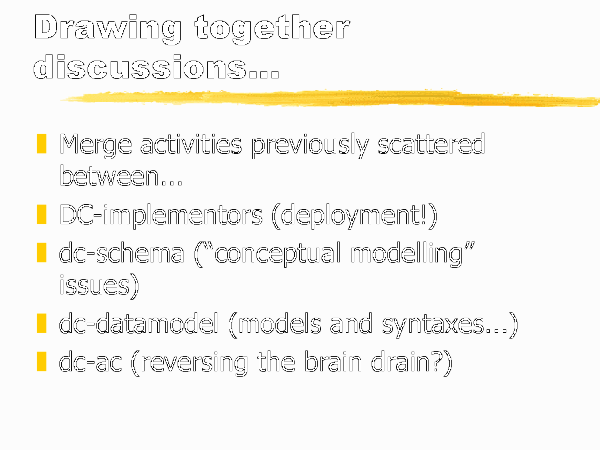 Drawing together
discussions...
Merge activities previously scattered
between...
DC-implementors (deployment!)
dc-schema (“conceptual modelling”
issues)
dc-datamodel (models and syntaxes...)
dc-ac (reversing the brain drain?)